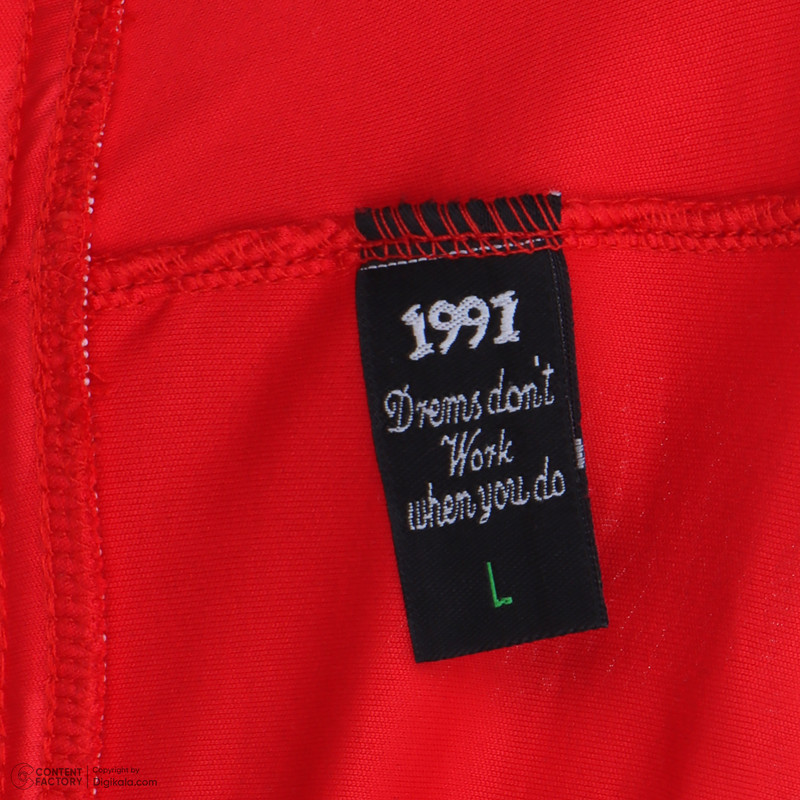 1991
Drems don't
Work
when you do
L
CONTENT FACTORY
Copyright by
Digikala.com